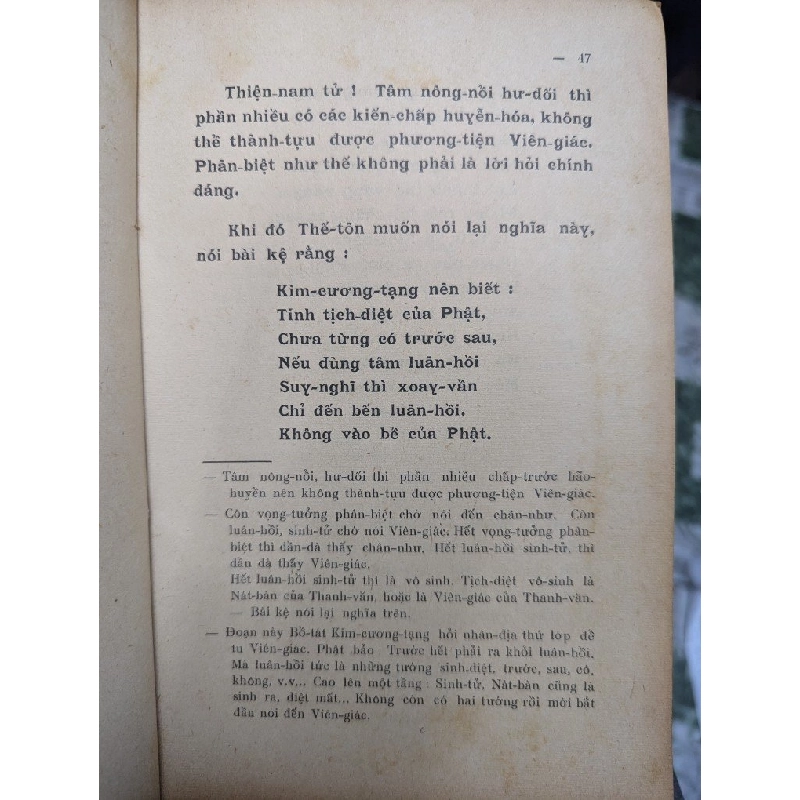 — 47
Thiện-nam tử ! Tâm nông-nồi hư-dối thì
phần nhiều có các kiến-chấp huyễn-hóa, không
thể thành-tựu được phương-tiện Viên-giác.
Phân-biệt như thế không phải là lời hỏi chính
đáng.
Khi đó Thế-tôn muốn nói lại nghĩa này,
nói bài kệ rằng :
Kim-cương-tạng nên biết :
Tính tịch-diệt của Phật,
Chưa từng có trước sau,
Nếu dùng tâm luân-hồi
Suy-nghĩ thì xoay-vần
Chỉ đến bến luân-hồi,
Không vào bể của Phật.
— Tâm nông-nồi, hư-dối thì phần nhiều chấp-trước hão-
huyền nên không thành-tựu được phương-tiện Viên-giác.
— Còn vọng-tưởng phân-biệt chớ nói đến chân-như. Còn
luân-hồi, sinh-tử chớ nói Viên-giác. Hết vọng-tưởng phân-
biệt thì dần-dà thấy chân-như. Hết luân-hồi sinh-tử, thì
dần dà thấy Viên-giác.
Hết luân-hồi sinh-tử thì là vô sinh. Tịch-diệt vô-sinh là
Nát-bàn của Thanh-văn, hoặc là Viên-giác của Thanh-văn.
— Bài kệ nói lại nghĩa trên.
— Đoạn này Bồ-tát Kim-cương-tạng hỏi nhân-địa thứ lớp để
tu Viên-giác. Phật bảo Trước hết phải ra khỏi luân-hồi.
Mà luân-hồi tức là những tướng sinh-diệt, trước, sau, có,
không, v.v... Cao lên một tầng : Sinh-tử, Nát-bàn cũng là
sinh ra, diệt mất... Không còn có hai tướng rồi mới bắt
đầu nói đến Viên-giác.